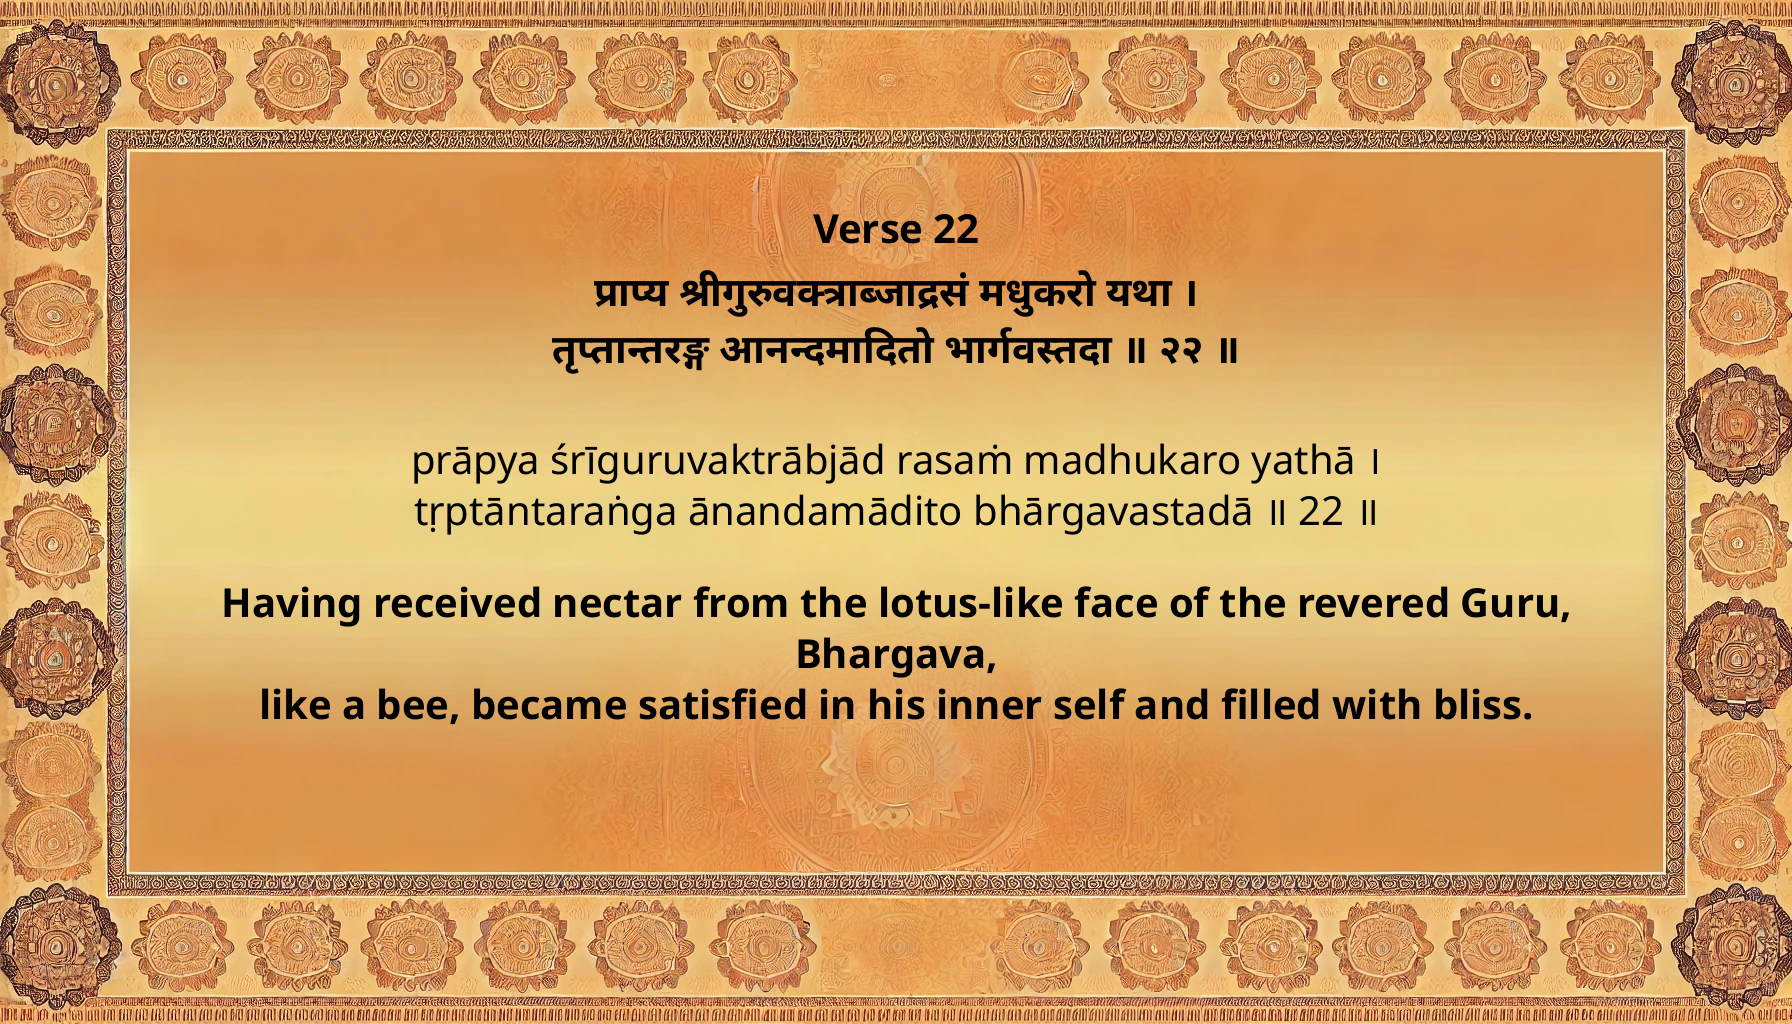 Verse 22
प्राप्य श्रीगुरुवक्त्राब्जाद्रसं मधुकरो यथा ।
तृप्तान्तरङ्ग आनन्दमादितो भार्गवस्तदा ॥ २२ ॥
prāpya śrīguruvaktrābjād rasaṁ madhukaro yathā ।
tṛptāntaraṅga ānandamādito bhārgavastadā ॥ 22 ॥
Having received nectar from the lotus-like face of the revered Guru,
Bhargava,
like a bee, became satisfied in his inner self and filled with bliss.